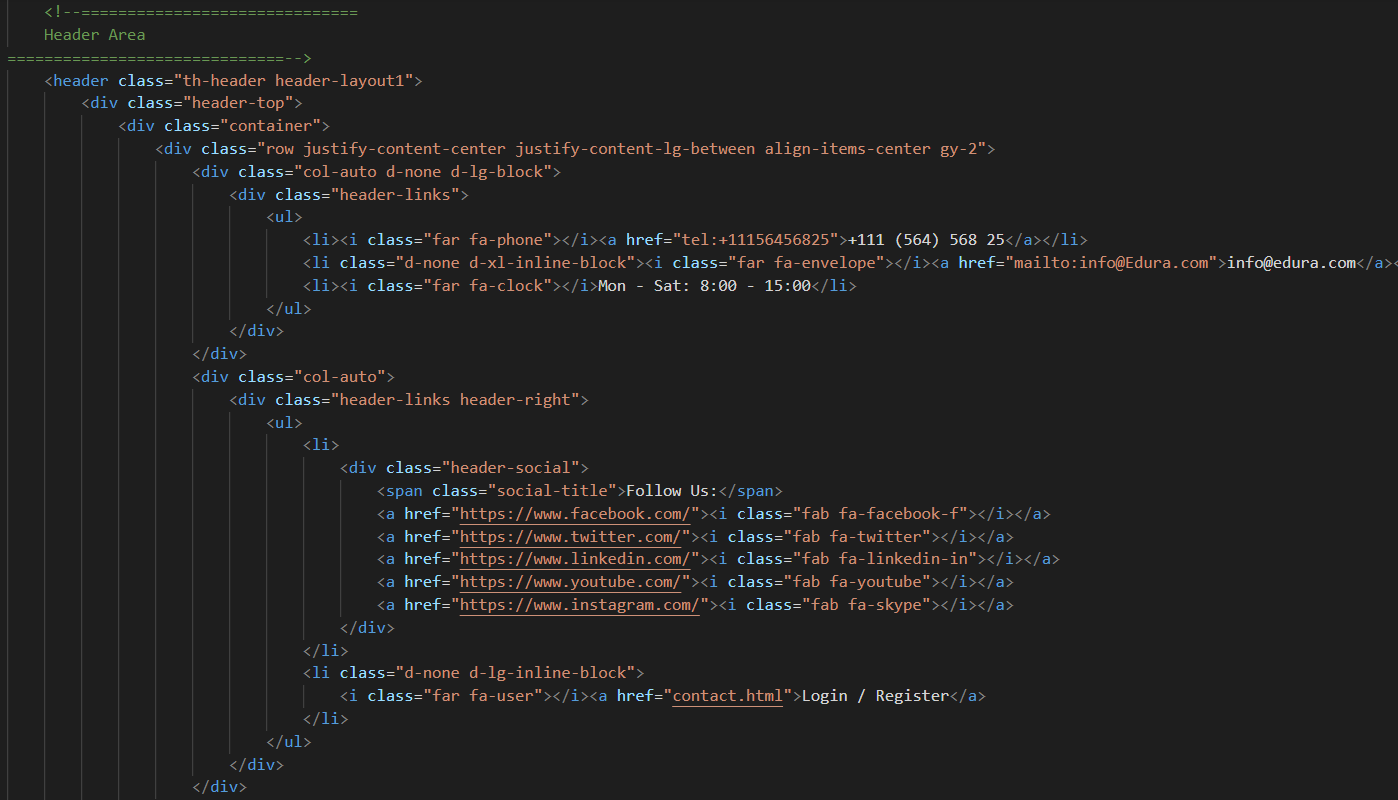 <!--==============================
Header Area
==============================-->
<header class="th-header header-layout1">
<div class="header-top">
<div class="container">
<div class="row justify-content-center justify-content-lg-between align-items-center gy-2">
<div class="col-auto d-none d-lg-block">
<div class="header-links">
<ul>
<li><i class="far fa-phone"></i><a href="tel:+11156456825">+111 (564) 568 25</a></li>
<li class="d-none d-xl-inline-block"><i class="far fa-envelope"></i><a href="mailto:info@Edura.com">info@edura.com</a><
<li><i class="far fa-clock"></i>Mon - Sat: 8:00 - 15:00</li>
</ul>
</div>
</div>
<div class="col-auto">
<div class="header-links header-right">
<ul>
<li>
<div class="header-social">
<span class="social-title">Follow Us:</span>
<a href="https://www.facebook.com/"><i class="fab fa-facebook-f"></i></a>
<a href="https://www.twitter.com/"><i class="fab fa-twitter"></i></a>
<a href="https://www.linkedin.com/"><i class="fab fa-linkedin-in"></i></a>
<a href="https://www.youtube.com/"><i class="fab fa-youtube"></i></a>
<a href="https://www.instagram.com/"><i class="fab fa-skype"></i></a>
</div>
</li>
<li class="d-none d-lg-inline-block">
<i class="far fa-user"></i><a href="contact.html">Login / Register</a>
</li>
</ul>
</div>
</div>